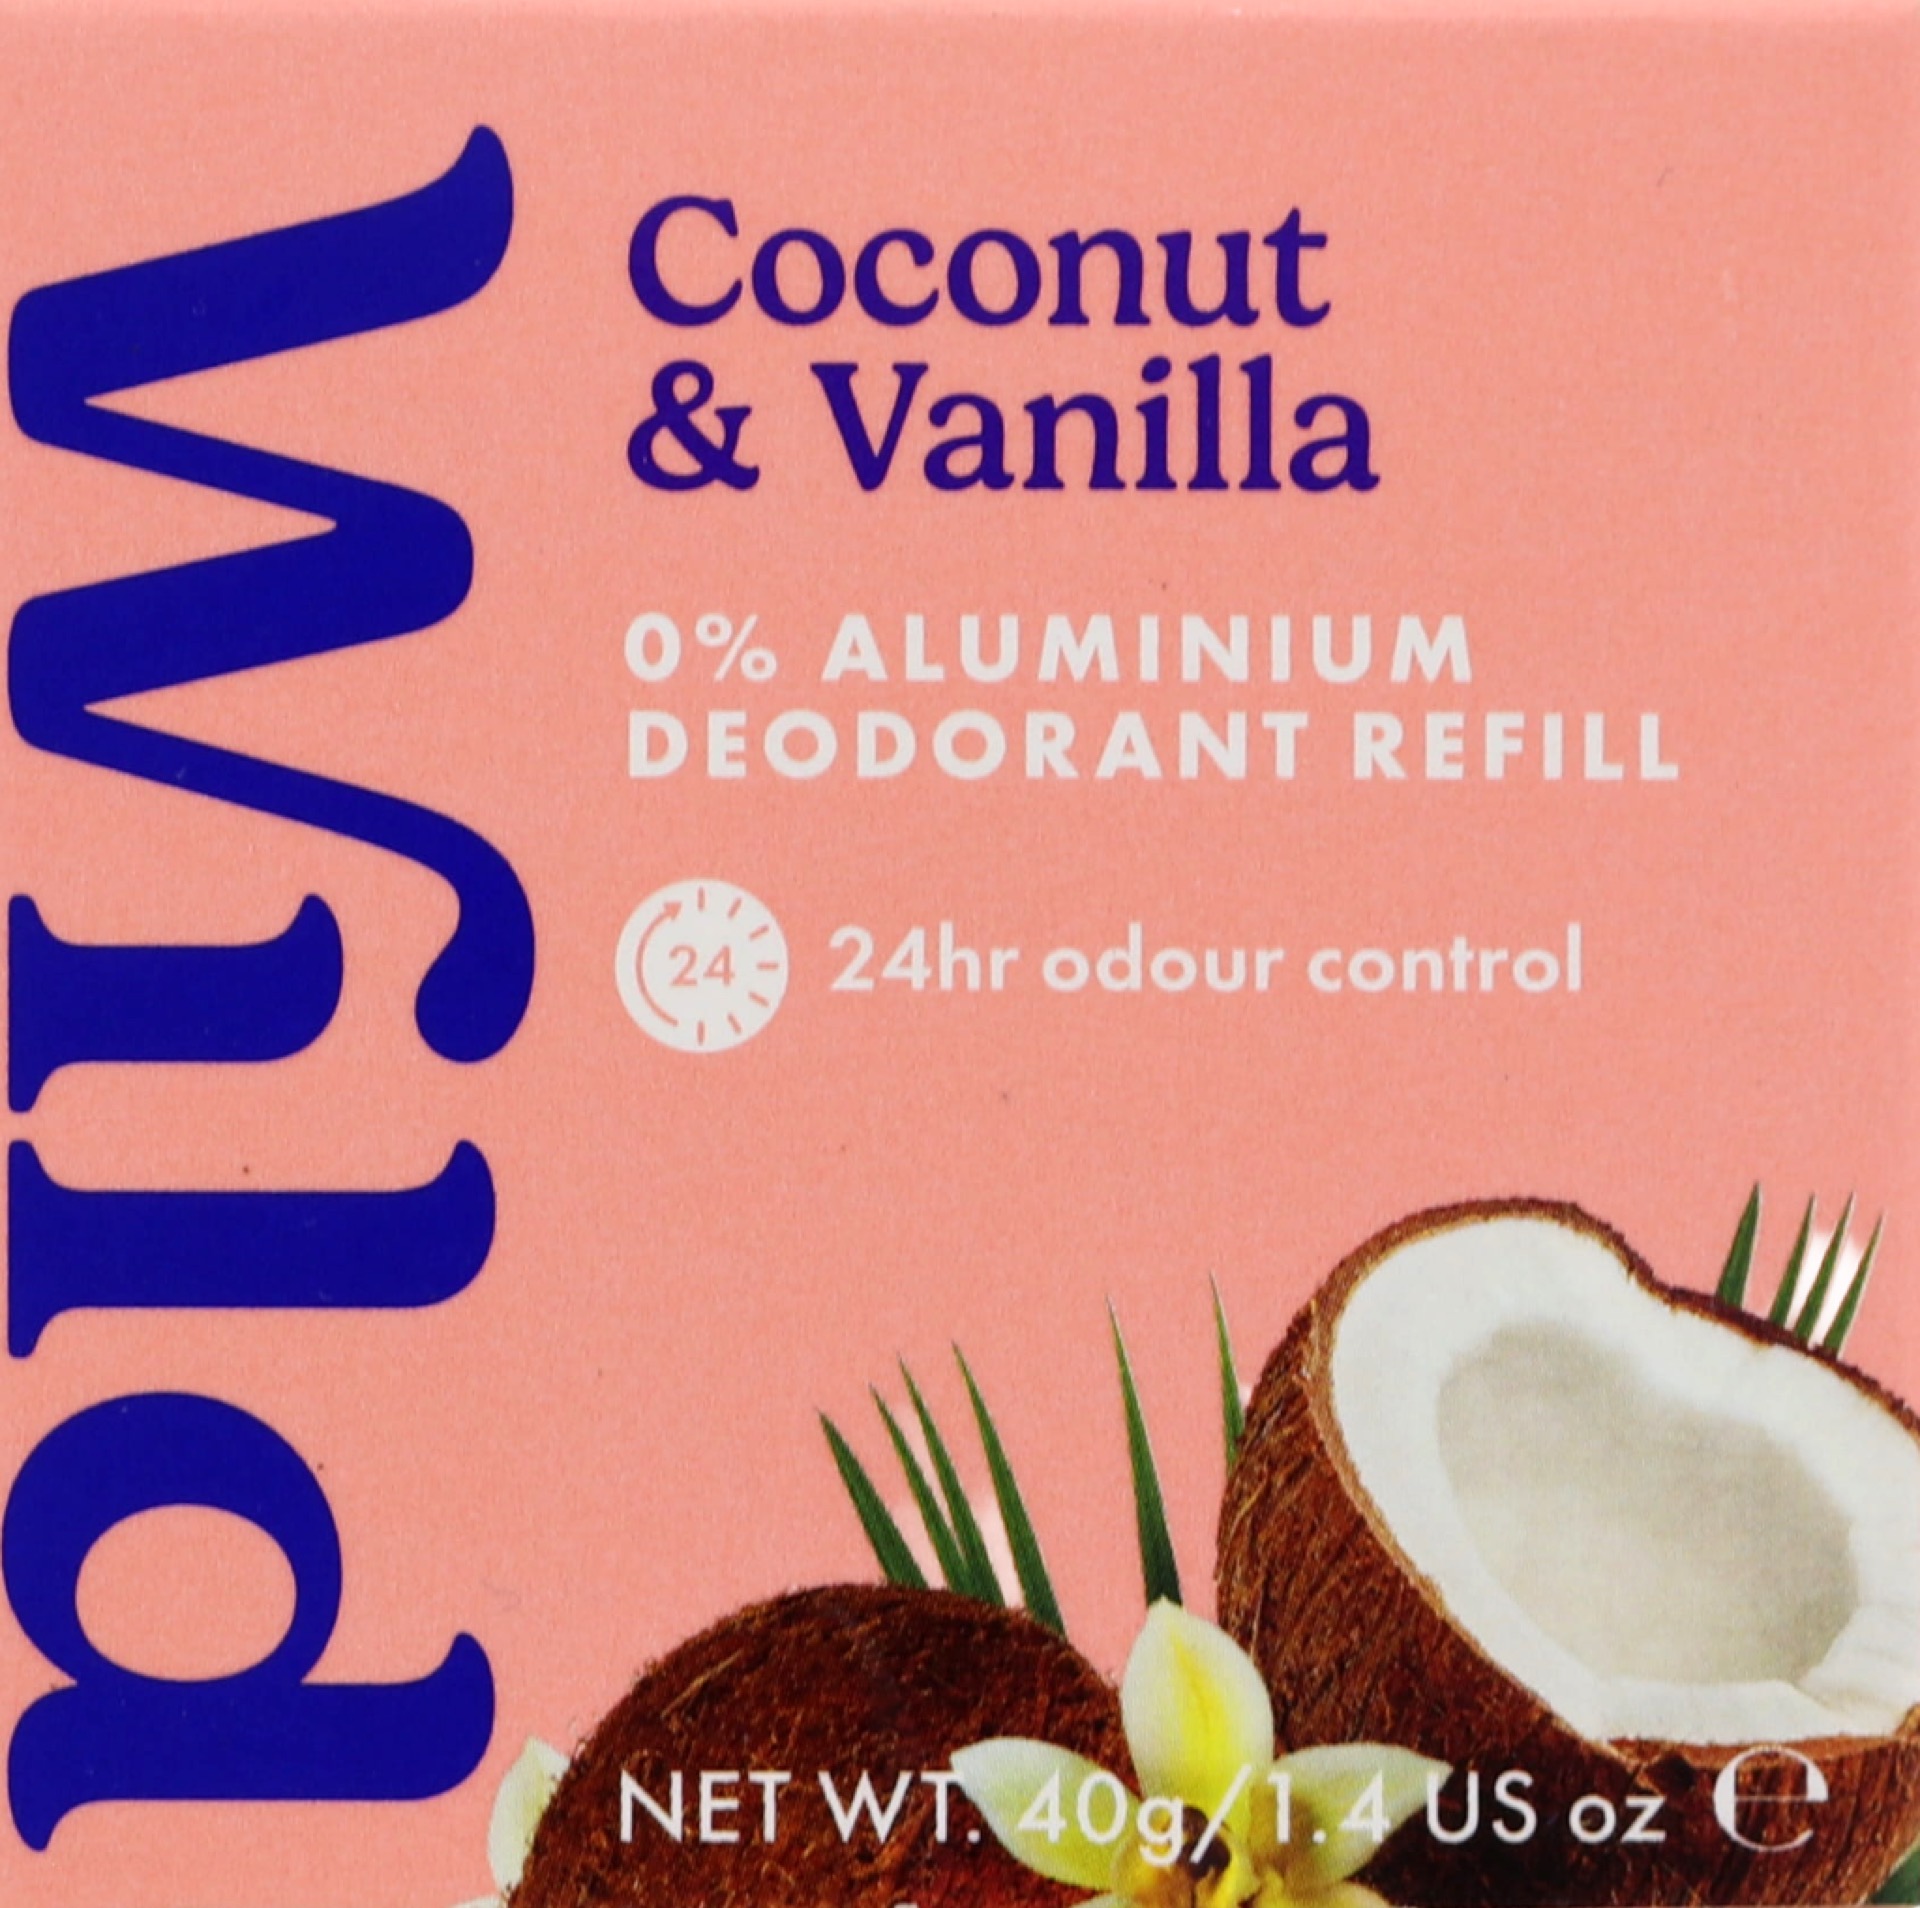 Wild
Coconut
& Vanilla
0% ALUMINIUM
DEODORANT REFILL
24 24hr odour control
NET WT. 40g/1.4 US oz ℮